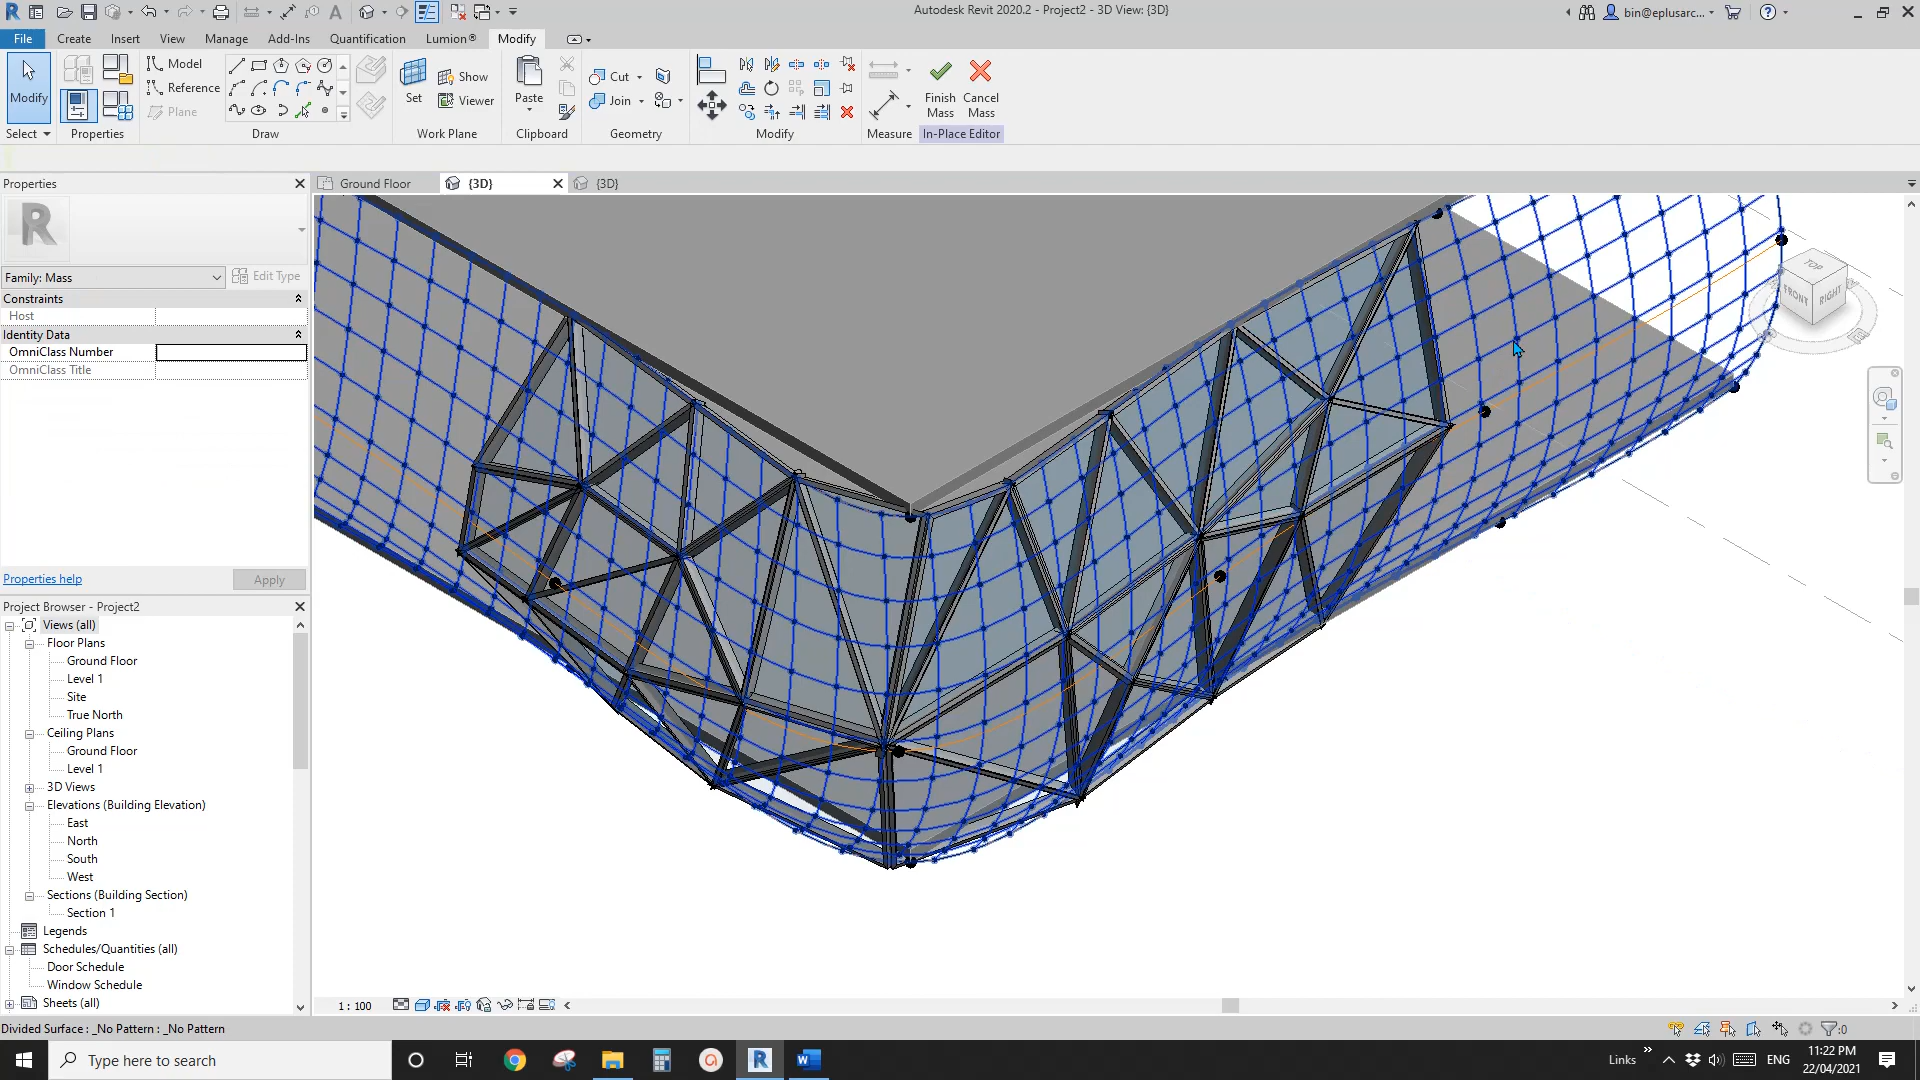 Autodesk Revit 2020.2 - Project2 - 3D View: {3D}
bin@eplusarc...
File Create Insert View Manage Add-Ins Quantification Lumion® Modify
Modify
Select
Properties
Model
Reference
Plane
Draw
Set
Show
Viewer
Work Plane
Paste
Clipboard
Cut
Join
Geometry
Modify
Measure
Finish Mass
Cancel Mass
In-Place Editor
Properties
Ground Floor
{3D}
{3D}
Family: Mass
Edit Type
Constraints
Host
Identity Data
OmniClass Number
OmniClass Title
Properties help
Apply
TOP
FRONT
RIGHT
Project Browser - Project2
Views (all)
Floor Plans
Ground Floor
Level 1
Site
True North
Ceiling Plans
Ground Floor
Level 1
3D Views
Elevations (Building Elevation)
East
North
South
West
Sections (Building Section)
Section 1
Legends
Schedules/Quantities (all)
Door Schedule
Window Schedule
Sheets (all)
1 : 100
Divided Surface : _No Pattern : _No Pattern
:0
Type here to search
Links
ENG
11:22 PM
22/04/2021